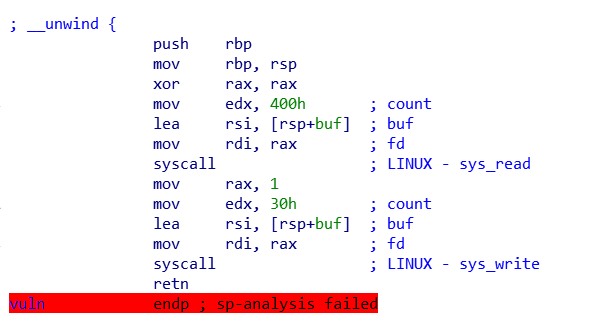 ; __unwind {
push rbp
mov rbp, rsp
xor rax, rax
mov edx, 400h ; count
lea rsi, [rsp+buf] ; buf
mov rdi, rax ; fd
syscall ; LINUX - sys_read
mov rax, 1
mov edx, 30h ; count
lea rsi, [rsp+buf] ; buf
mov rdi, rax ; fd
syscall ; LINUX - sys_write
retn
vuln endp ; sp-analysis failed